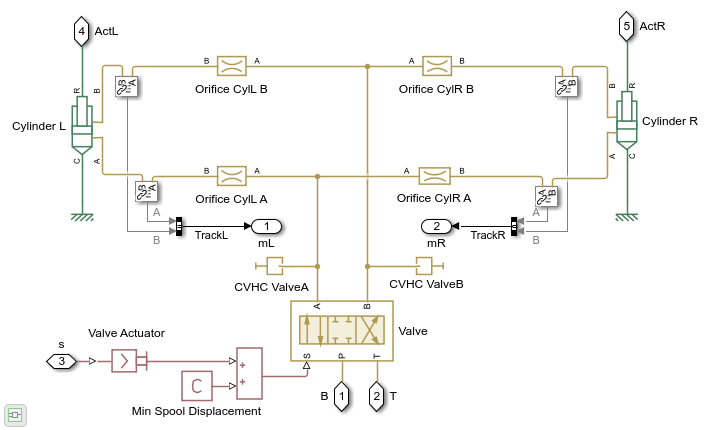 4 ActL
5 ActR
R
R
B A
A B
B
B
B A
A B
Orifice CylL B
Orifice CylR B
Cylinder L
Cylinder R
C
A
A
C
B A
A B
B A
A B
Orifice CylL A
Orifice CylR A
A
A
B
B
TrackL
1
mL
2
mR
TrackR
CVHC ValveA
CVHC ValveB
A
B
Valve
S
P
T
s
3
Valve Actuator
C
+
+
Min Spool Displacement
B 1
2 T